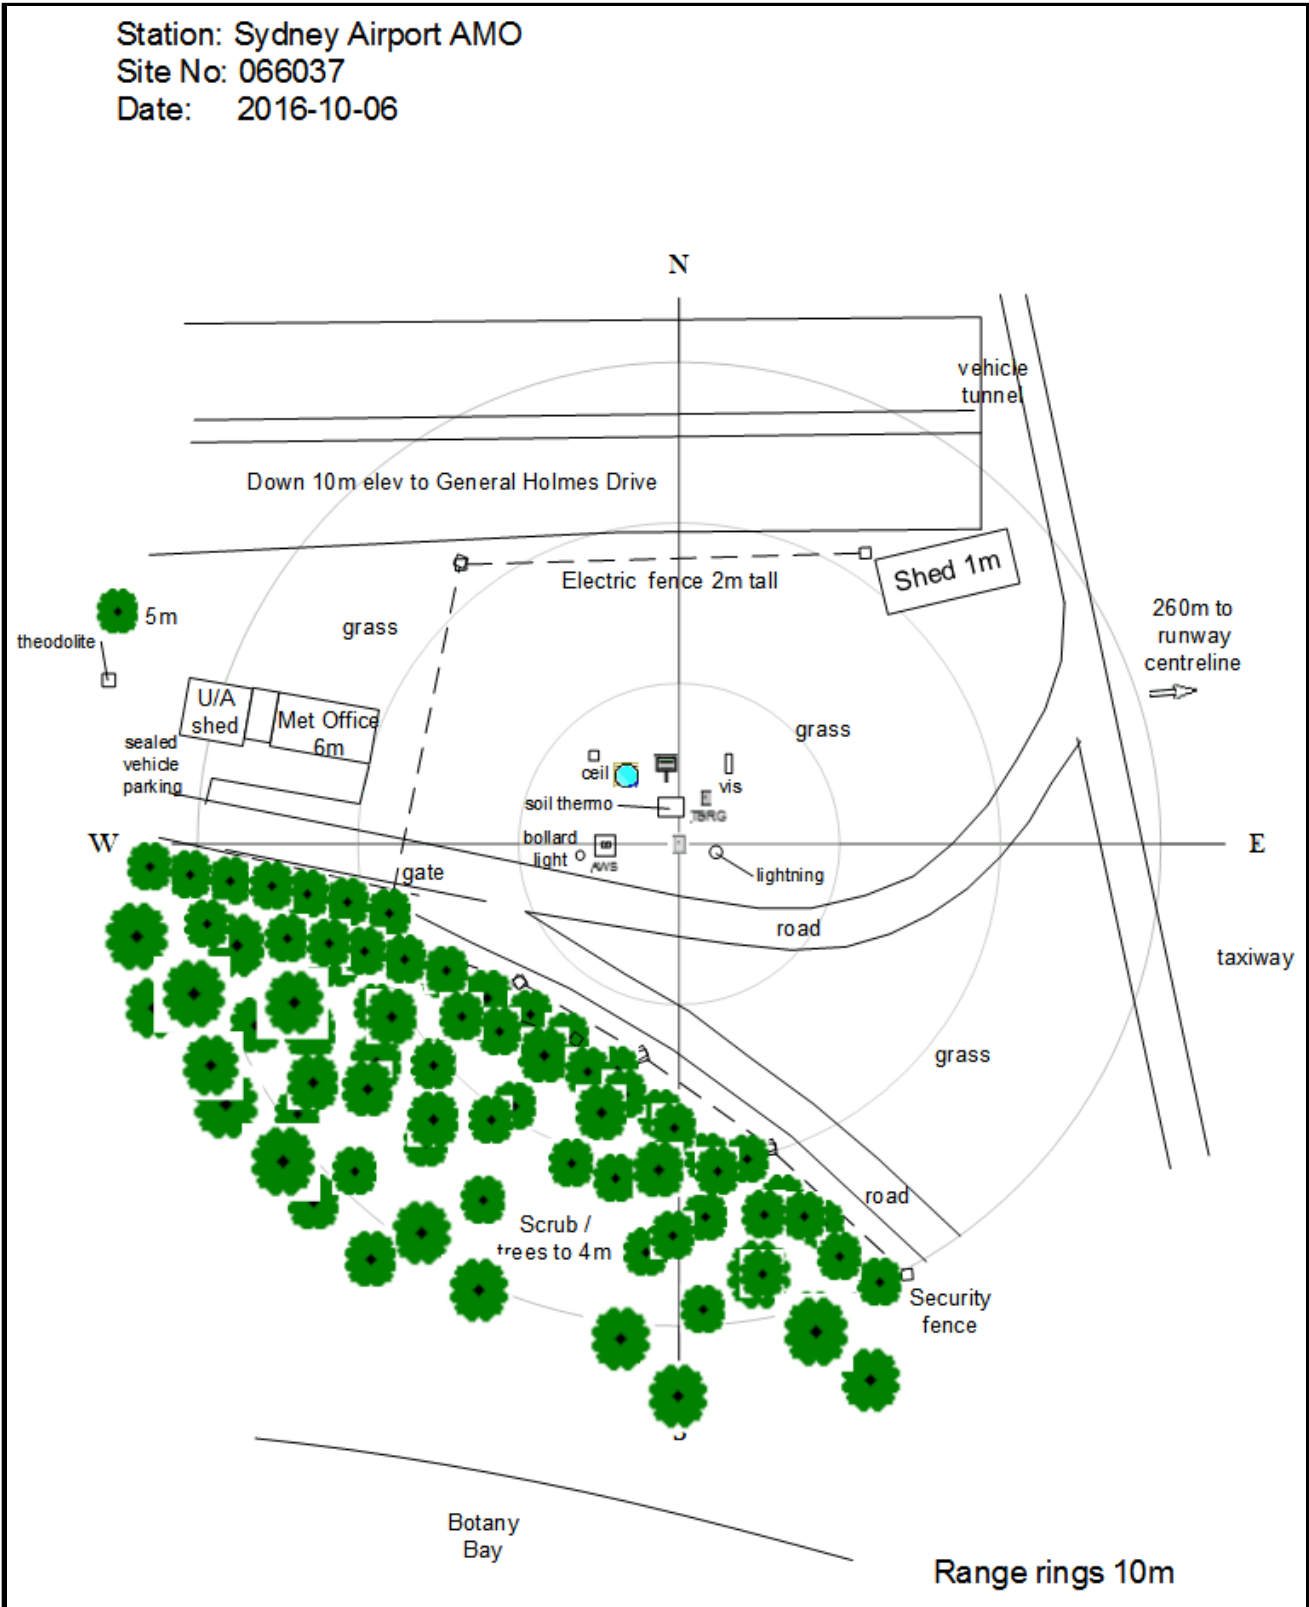 Station: Sydney Airport AMO
Site No: 066037
Date: 2016-10-06
N
vehicle
tunnel
Down 10m elev to General Holmes Drive
Electric fence 2m tall
Shed 1m
5m
theodolite
grass
260m to
runway
centreline
U/A
shed
Met Office
6m
sealed
vehicle
parking
grass
ceil
vis
soil thermo
TBRG
W
bollard
light
AWS
E
lightning
gate
road
taxiway
grass
road
Scrub /
trees to 4m
Security
fence
S
Botany
Bay
Range rings 10m